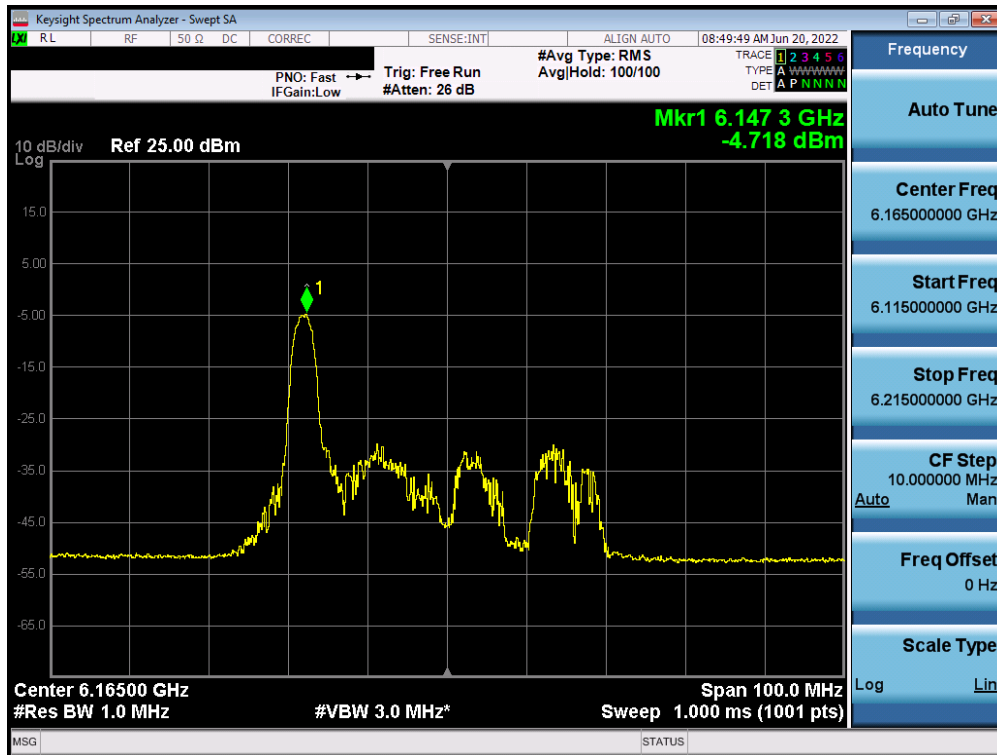 Keysight Spectrum Analyzer - Swept SA
LXI RL RF 50 Ω DC CORREC SENSE:INT ALIGN AUTO 08:49:49 AM Jun 20, 2022
PNO: Fast
IFGain:Low
Trig: Free Run
#Atten: 26 dB
#Avg Type: RMS
Avg|Hold: 100/100
TRACE 1 2 3 4 5 6
TYPE A WWWWW
DET A P N N N N
Mkr1 6.147 3 GHz
-4.718 dBm
10 dB/div Ref 25.00 dBm
Log
15.0
5.00
-5.00
-15.0
-25.0
-35.0
-45.0
-55.0
-65.0
1
Center 6.16500 GHz
#Res BW 1.0 MHz
#VBW 3.0 MHz*
Span 100.0 MHz
Sweep 1.000 ms (1001 pts)
MSG STATUS
Frequency
Auto Tune
Center Freq
6.165000000 GHz
Start Freq
6.115000000 GHz
Stop Freq
6.215000000 GHz
CF Step
10.000000 MHz
Auto Man
Freq Offset
0 Hz
Scale Type
Log Lin